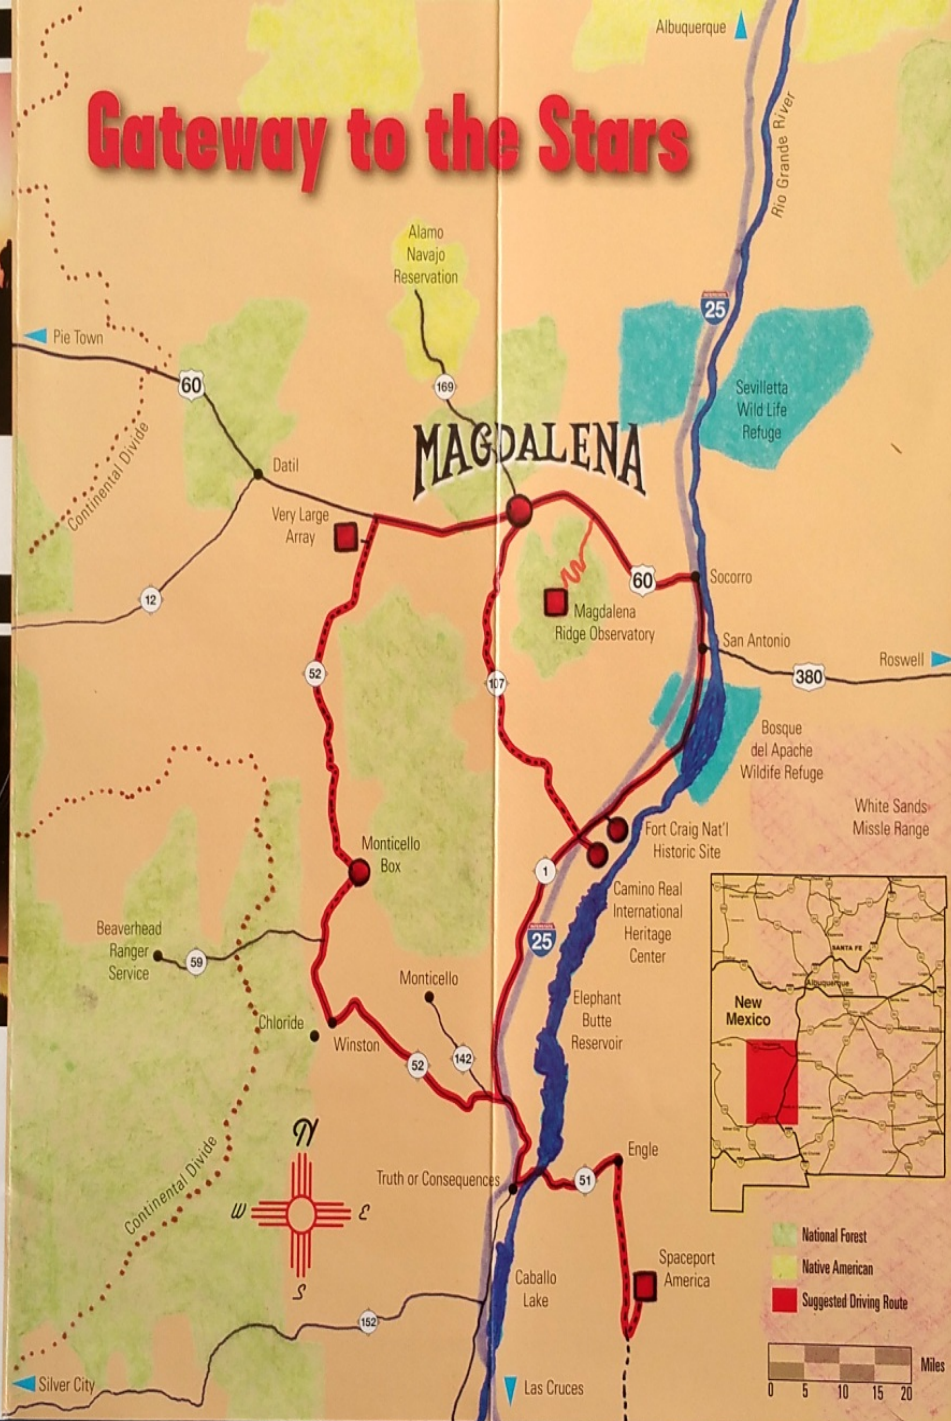 Albuquerque
Gateway to the Stars
Rio Grande River
Alamo
Navajo
Reservation
INTERSTATE
25
Pie Town
60
169
Sevilletta
Wild Life
Refuge
Continental Divide
MAGDALENA
Datil
Very Large
Array
60
Socorro
12
Magdalena
Ridge Observatory
San Antonio
Roswell
380
52
107
Bosque
del Apache
Wildlife Refuge
White Sands
Missle Range
Fort Craig Nat'l
Historic Site
Monticello
Box
1
Camino Real
International
Heritage
Center
Beaverhead
Ranger
Service
59
25
SANTA FE
Albuquerque
Monticello
Elephant
Butte
Reservoir
New
Mexico
Chloride
Winston
52
142
N
W
E
S
Continental Divide
Truth or Consequences
Engle
51
National Forest
Native American
Suggested Driving Route
Spaceport
America
Caballo
Lake
152
Miles
0 5 10 15 20
Silver City
Las Cruces